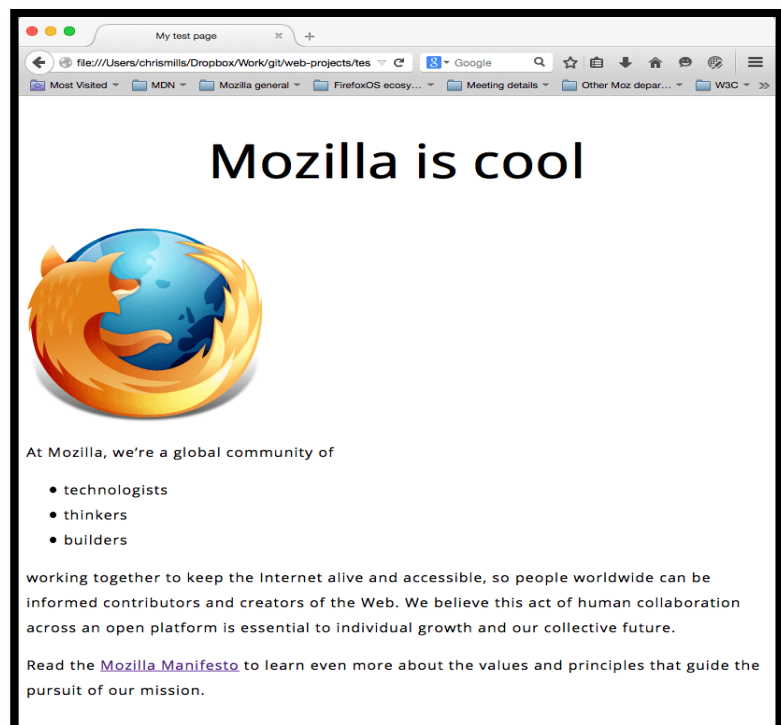 My test page
file:///Users/chrismills/Dropbox/Work/git/web-projects/tes
Google
Most Visited
MDN
Mozilla general
FirefoxOS ecosy...
Meeting details
Other Moz depar...
W3C
Mozilla is cool
At Mozilla, we're a global community of
technologists
thinkers
builders
working together to keep the Internet alive and accessible, so people worldwide can be
informed contributors and creators of the Web. We believe this act of human collaboration
across an open platform is essential to individual growth and our collective future.
Read the Mozilla Manifesto to learn even more about the values and principles that guide the
pursuit of our mission.